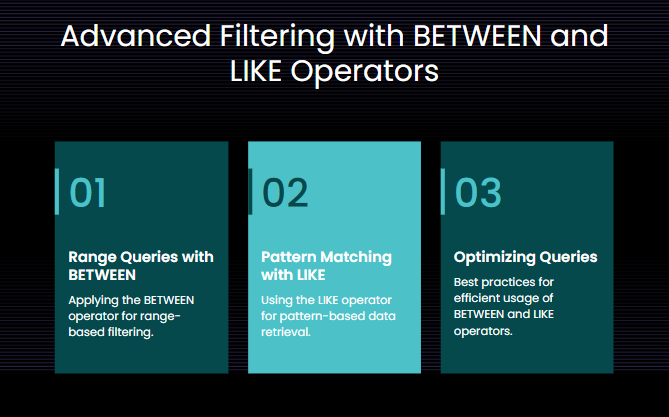 Advanced Filtering with BETWEEN and
LIKE Operators
01
Range Queries with
BETWEEN
Applying the BETWEEN
operator for range-
based filtering.
02
Pattern Matching
with LIKE
Using the LIKE operator
for pattern-based data
retrieval.
03
Optimizing Queries
Best practices for
efficient usage of
BETWEEN and LIKE
operators.